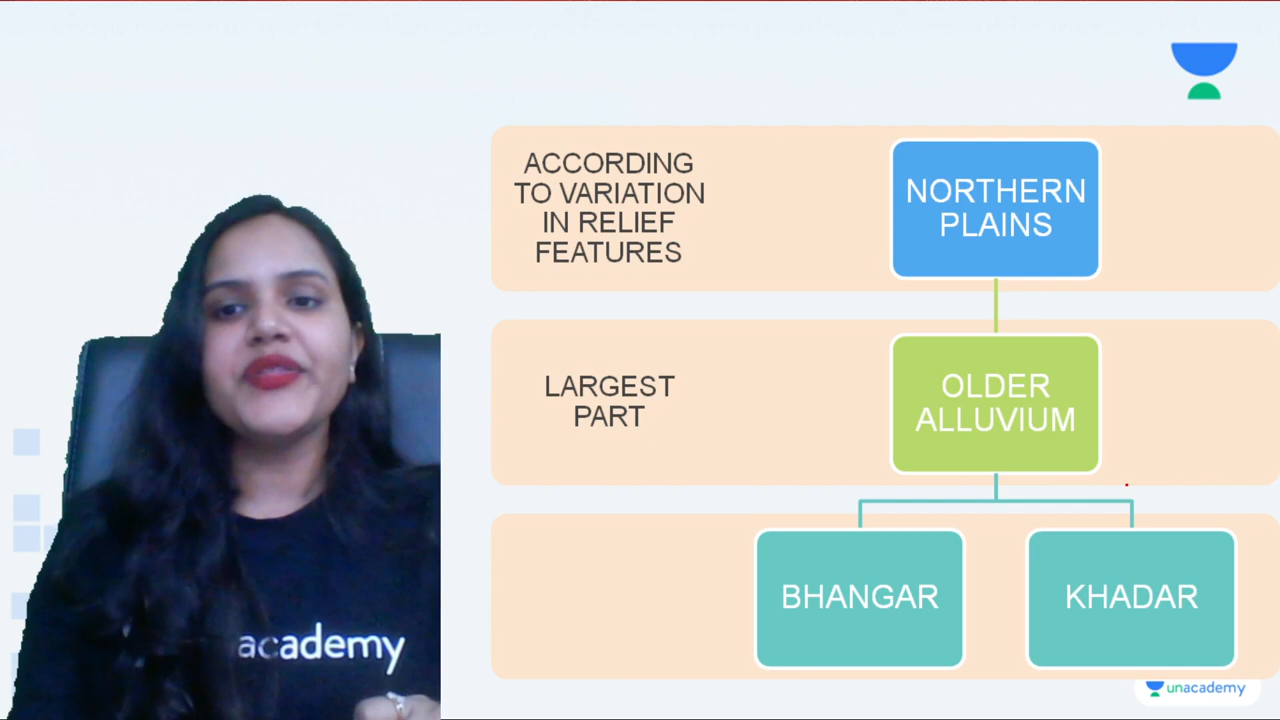 ACCORDING
TO VARIATION
IN RELIEF
FEATURES
NORTHERN
PLAINS
LARGEST
PART
OLDER
ALLUVIUM
BHANGAR
KHADAR
academy
unacademy